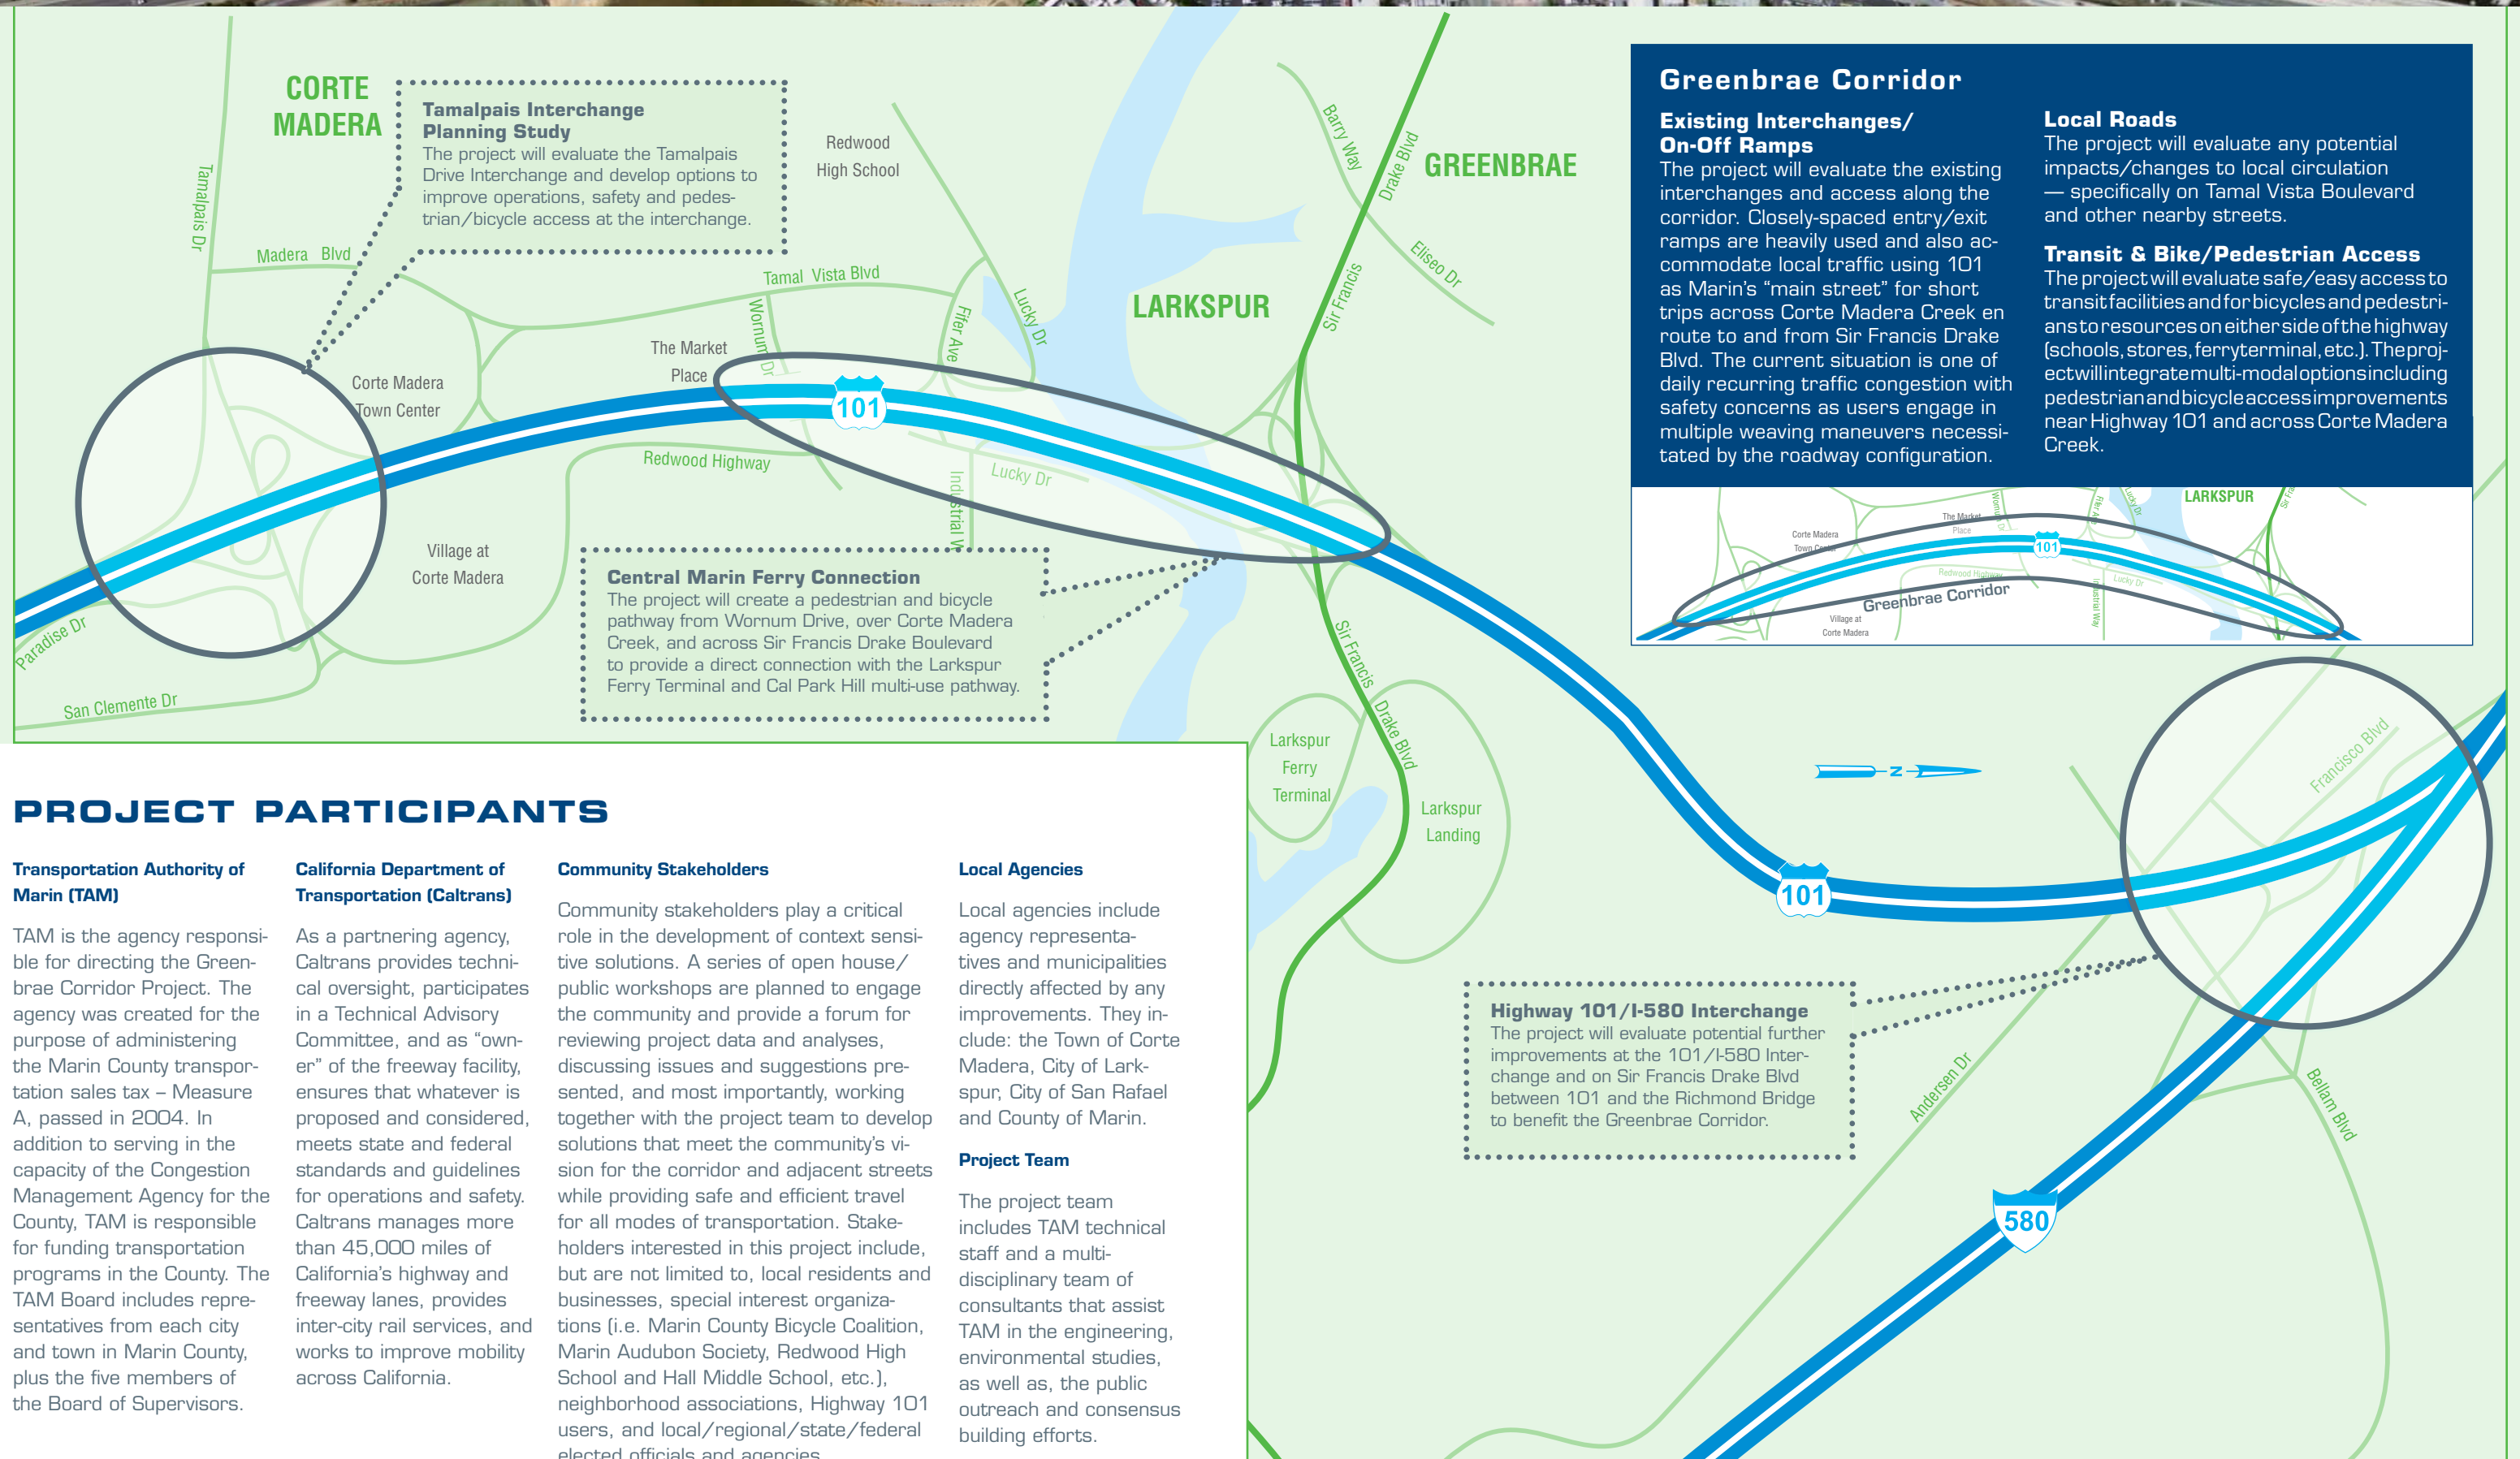 CORTE
MADERA
Tamalpais Interchange
Planning Study
The project will evaluate the Tamalpais
Drive Interchange and develop options to
improve operations, safety and pedes-
trian/bicycle access at the interchange.
Redwood
High School
Tamalpais Dr
Madera Blvd
Tamal Vista Blvd
Wornum Dr
Fifer Ave
Lucky Dr
LARKSPUR
GREENBRAE
Barry Way
Drake Blvd
Sir Francis
Eliseo Dr
The Market
Place
Corte Madera
Town Center
101
Redwood Highway
Lucky Dr
Industrial W
Village at
Corte Madera
Paradise Dr
San Clemente Dr
Central Marin Ferry Connection
The project will create a pedestrian and bicycle
pathway from Wornum Drive, over Corte Madera
Creek, and across Sir Francis Drake Boulevard
to provide a direct connection with the Larkspur
Ferry Terminal and Cal Park Hill multi-use pathway.
Sir Francis Drake Blvd
Larkspur
Ferry
Terminal
Larkspur
Landing
Greenbrae Corridor
Existing Interchanges/
On-Off Ramps
The project will evaluate the existing
interchanges and access along the
corridor. Closely-spaced entry/exit
ramps are heavily used and also ac-
commodate local traffic using 101
as Marin's “main street” for short
trips across Corte Madera Creek en
route to and from Sir Francis Drake
Blvd. The current situation is one of
daily recurring traffic congestion with
safety concerns as users engage in
multiple weaving maneuvers necessi-
tated by the roadway configuration.
Local Roads
The project will evaluate any potential
impacts/changes to local circulation
— specifically on Tamal Vista Boulevard
and other nearby streets.
Transit & Bike/Pedestrian Access
The project will evaluate safe/easy access to
transit facilities and for bicycles and pedestri-
ans to resources on either side of the highway
(schools, stores, ferry terminal, etc.). The proj-
ect will integrate multi-modal options including
pedestrian and bicycle access improvements
near Highway 101 and across Corte Madera
Creek.
LARKSPUR
Sir Fra
Wornum Dr
Fifer Ave
Lucky Dr
The Market
Place
Corte Madera
Town Center
101
Redwood Highway
Lucky Dr
Industrial Way
Greenbrae Corridor
Village at
Corte Madera
N
101
Francisco Blvd
Highway 101/I-580 Interchange
The project will evaluate potential further
improvements at the 101/I-580 Inter-
change and on Sir Francis Drake Blvd
between 101 and the Richmond Bridge
to benefit the Greenbrae Corridor.
Andersen Dr
Bellam Blvd
580
PROJECT PARTICIPANTS
Transportation Authority of
Marin (TAM)
TAM is the agency responsi-
ble for directing the Green-
brae Corridor Project. The
agency was created for the
purpose of administering
the Marin County transpor-
tation sales tax – Measure
A, passed in 2004. In
addition to serving in the
capacity of the Congestion
Management Agency for the
County, TAM is responsible
for funding transportation
programs in the County. The
TAM Board includes repre-
sentatives from each city
and town in Marin County,
plus the five members of
the Board of Supervisors.
California Department of
Transportation (Caltrans)
As a partnering agency,
Caltrans provides techni-
cal oversight, participates
in a Technical Advisory
Committee, and as “own-
er” of the freeway facility,
ensures that whatever is
proposed and considered,
meets state and federal
standards and guidelines
for operations and safety.
Caltrans manages more
than 45,000 miles of
California's highway and
freeway lanes, provides
inter-city rail services, and
works to improve mobility
across California.
Community Stakeholders
Community stakeholders play a critical
role in the development of context sensi-
tive solutions. A series of open house/
public workshops are planned to engage
the community and provide a forum for
reviewing project data and analyses,
discussing issues and suggestions pre-
sented, and most importantly, working
together with the project team to develop
solutions that meet the community's vi-
sion for the corridor and adjacent streets
while providing safe and efficient travel
for all modes of transportation. Stake-
holders interested in this project include,
but are not limited to, local residents and
businesses, special interest organiza-
tions (i.e. Marin County Bicycle Coalition,
Marin Audubon Society, Redwood High
School and Hall Middle School, etc.),
neighborhood associations, Highway 101
users, and local/regional/state/federal
elected officials and agencies
Local Agencies
Local agencies include
agency representa-
tives and municipalities
directly affected by any
improvements. They in-
clude: the Town of Corte
Madera, City of Lark-
spur, City of San Rafael
and County of Marin.
Project Team
The project team
includes TAM technical
staff and a multi-
disciplinary team of
consultants that assist
TAM in the engineering,
environmental studies,
as well as, the public
outreach and consensus
building efforts.